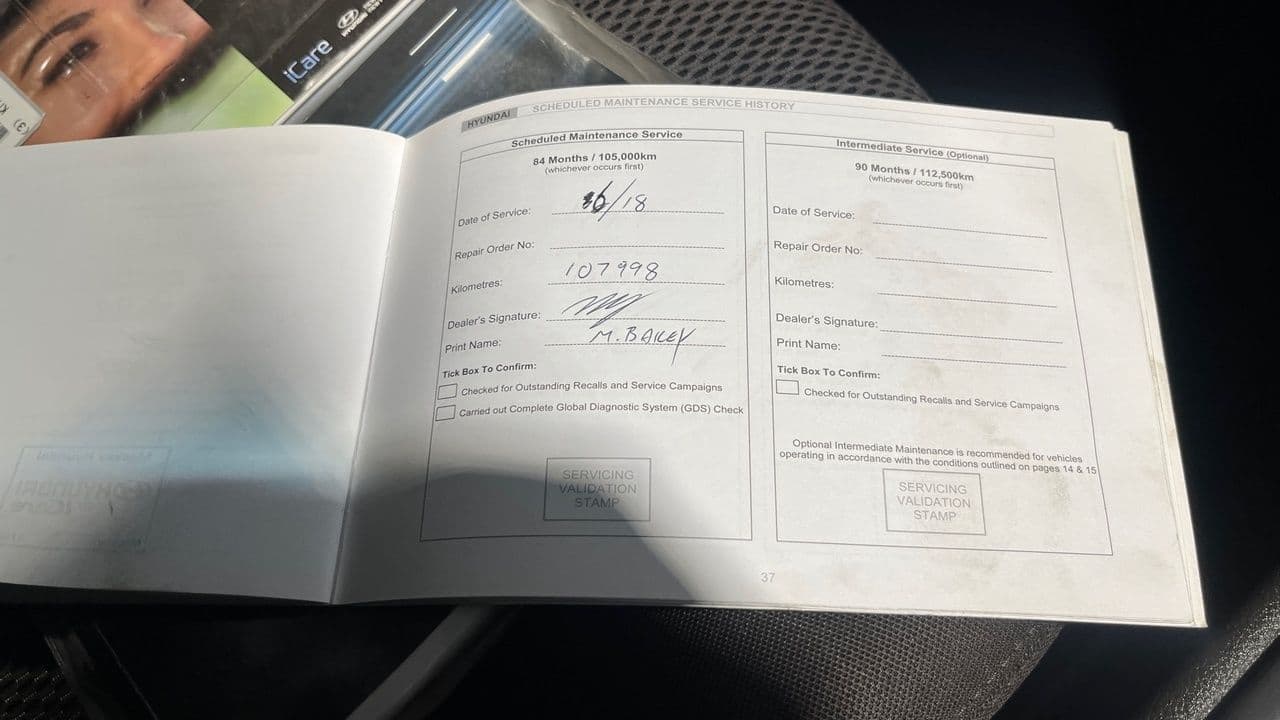 iCare
HYUNDAI
HYUNDAI SCHEDULED MAINTENANCE SERVICE HISTORY
Scheduled Maintenance Service
84 Months / 105,000km
(whichever occurs first)
Date of Service: 6/18
Repair Order No:
Kilometres: 107998
Dealer's Signature:
Print Name: M. BAILEY
Tick Box To Confirm:
Checked for Outstanding Recalls and Service Campaigns
Carried out Complete Global Diagnostic System (GDS) Check
SERVICING
VALIDATION
STAMP
Intermediate Service (Optional)
90 Months / 112,500km
(whichever occurs first)
Date of Service:
Repair Order No:
Kilometres:
Dealer's Signature:
Print Name:
Tick Box To Confirm:
Checked for Outstanding Recalls and Service Campaigns
Optional Intermediate Maintenance is recommended for vehicles
operating in accordance with the conditions outlined on pages 14 & 15
SERVICING
VALIDATION
STAMP
37